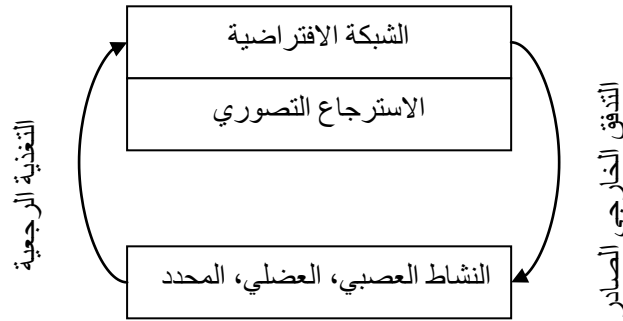 الشبكة الافتراضية
الاسترجاع التصوري
التدفق الخارجي الصادر
التغذية الرجعية
النشاط العصبي، العضلي، المحدد